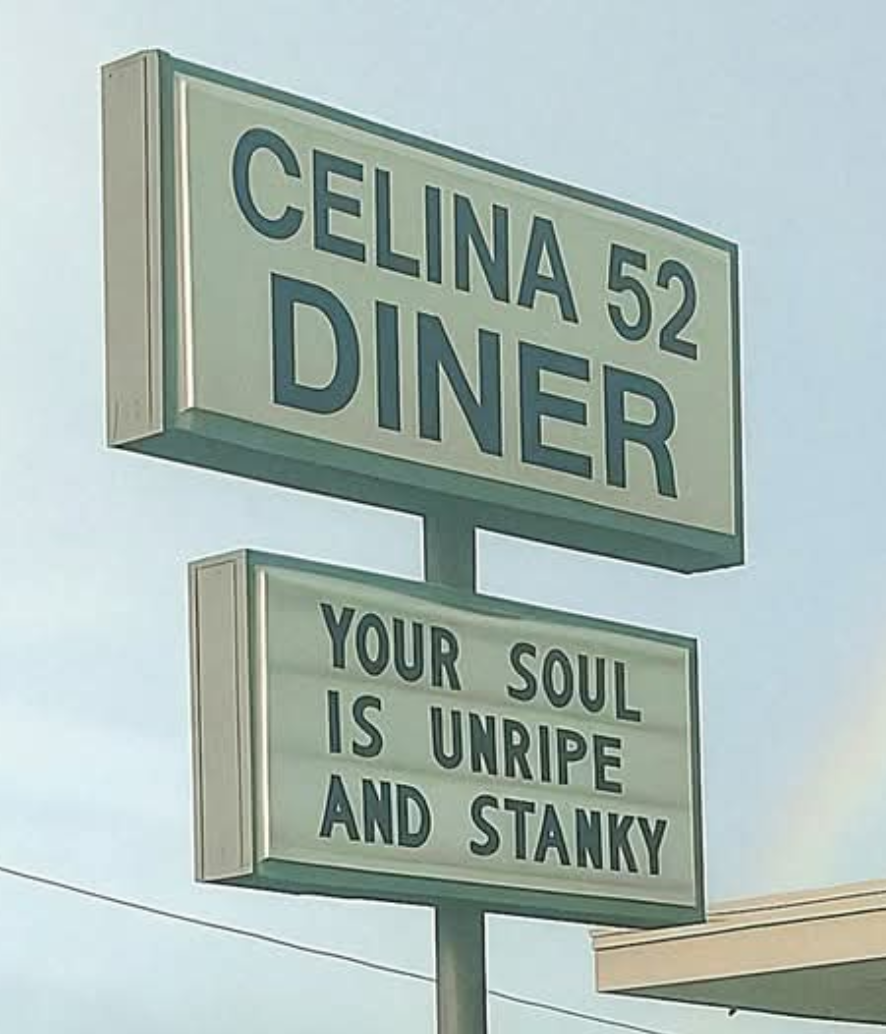 CELINA 52
DINER
YOUR SOUL
IS UNRIPE
AND STANKY